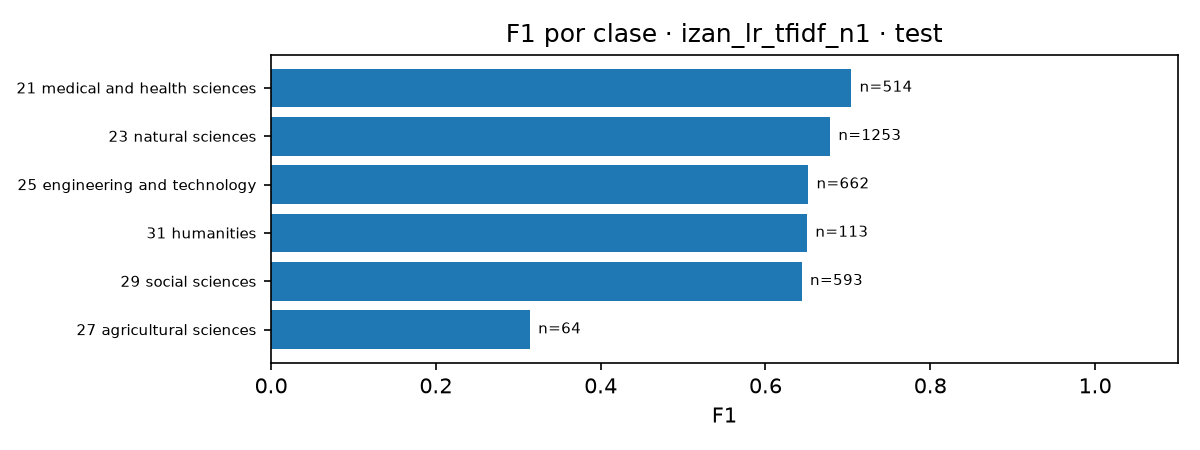 F1 por clase · izan_lr_tfidf_n1 · test
21 medical and health sciences n=514
23 natural sciences n=1253
25 engineering and technology n=662
31 humanities n=113
29 social sciences n=593
27 agricultural sciences n=64
0.0 0.2 0.4 0.6 0.8 1.0
F1